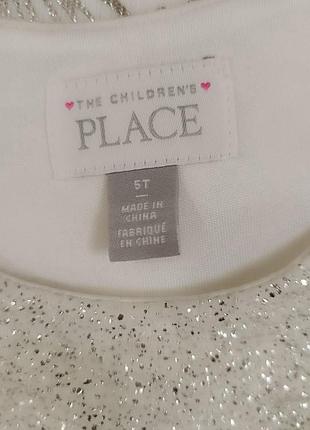 THE CHILDREN'S
PLACE
5T
MADE IN
CHINA
FABRIQUÉ
EN CHINE